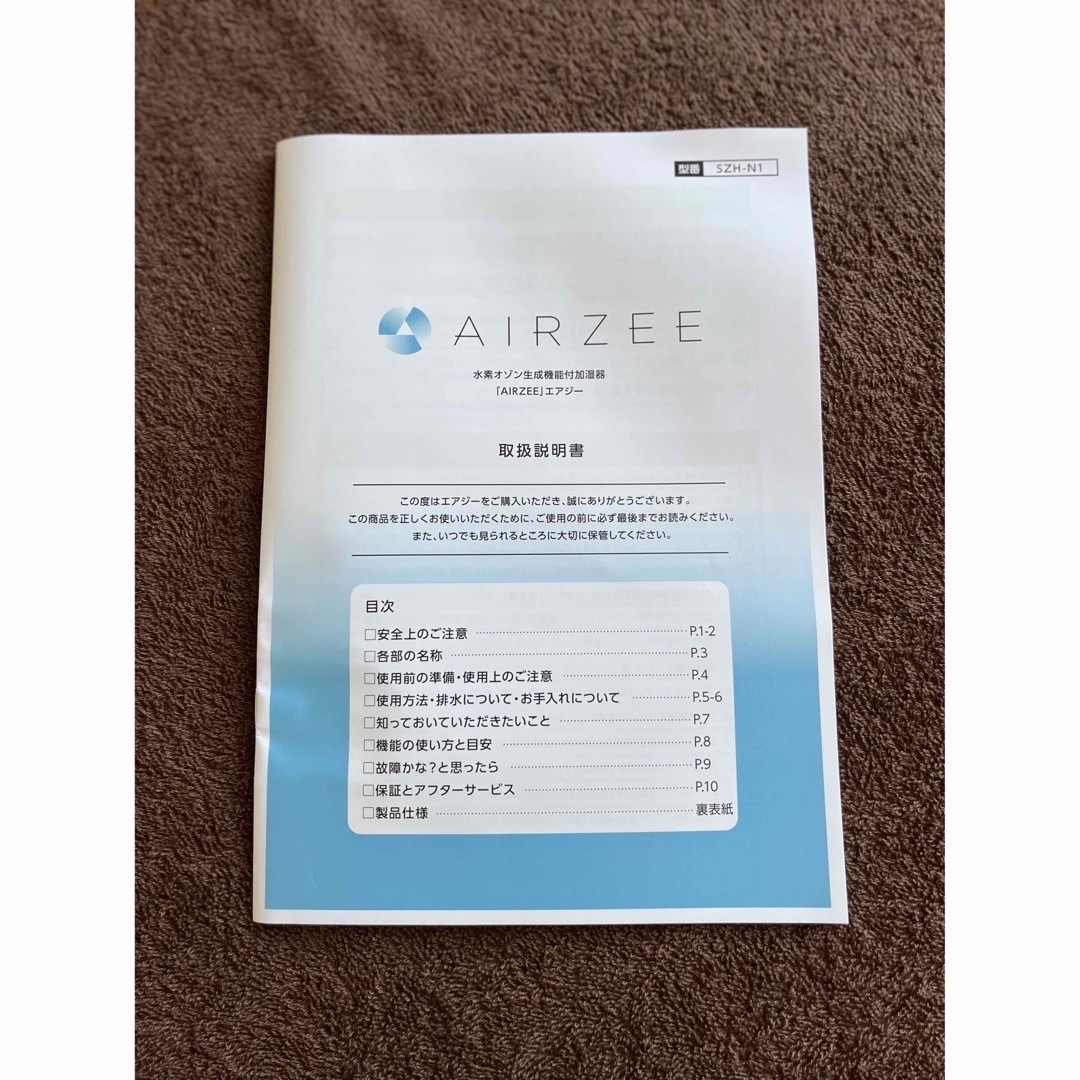 型番 SZH-N1
AIRZEE
水素オゾン生成機能付加湿器
「AIRZEE」エアジー
取扱説明書
この度はエアジーをご購入いただき、誠にありがとうございます。
この商品を正しくお使いいただくために、ご使用の前に必ず最後までお読みください。
また、いつでも見られるところに大切に保管してください。
目次
□安全上のご注意 ………………………… P.1-2
□各部の名称 ………………………… P.3
□使用前の準備・使用上のご注意 ………………………… P.4
□使用方法・排水について・お手入れについて ………………………… P.5-6
□知っておいていただきたいこと ………………………… P.7
□機能の使い方と目安 ………………………… P.8
□故障かな？と思ったら ………………………… P.9
□保証とアフターサービス ………………………… P.10
□製品仕様 ………………………… 裏表紙